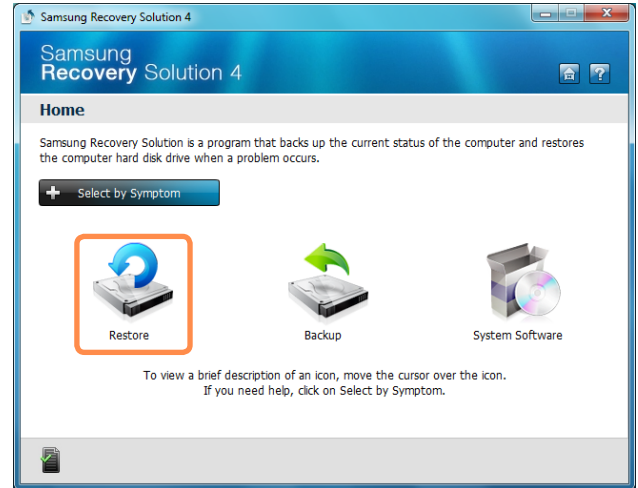 Samsung Recovery Solution 4
Samsung
Recovery Solution 4
?
Home
Samsung Recovery Solution is a program that backs up the current status of the computer and restores
the computer hard disk drive when a problem occurs.
Select by Symptom
Restore
Backup
System Software
To view a brief description of an icon, move the cursor over the icon.
If you need help, click on Select by Symptom.